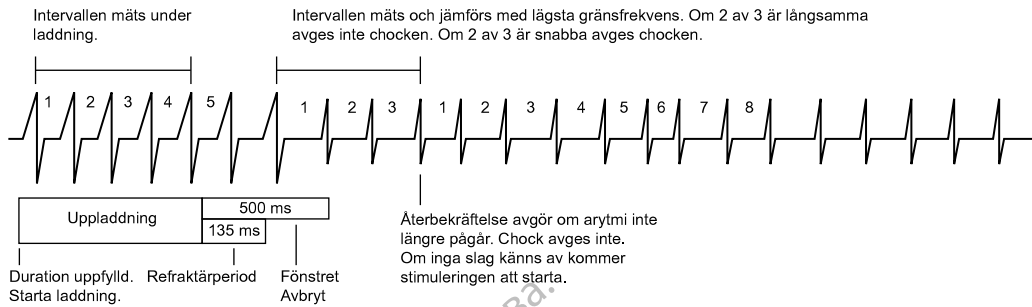 Intervallen mäts under
laddning.
Intervallen mäts och jämförs med lägsta gränsfrekvens. Om 2 av 3 är långsamma
avges inte chocken. Om 2 av 3 är snabba avges chocken.
1 2 3 4 5 1 2 3 1 2 3 4 5 6 7 8
Uppladdning
500 ms
135 ms
Duration uppfylld.
Starta laddning.
Refraktärperiod
Fönstret
Avbryt
Återbekräftelse avgör om arytmi inte
längre pågår. Chock avges inte.
Om inga slag känns av kommer
stimuleringen att starta.